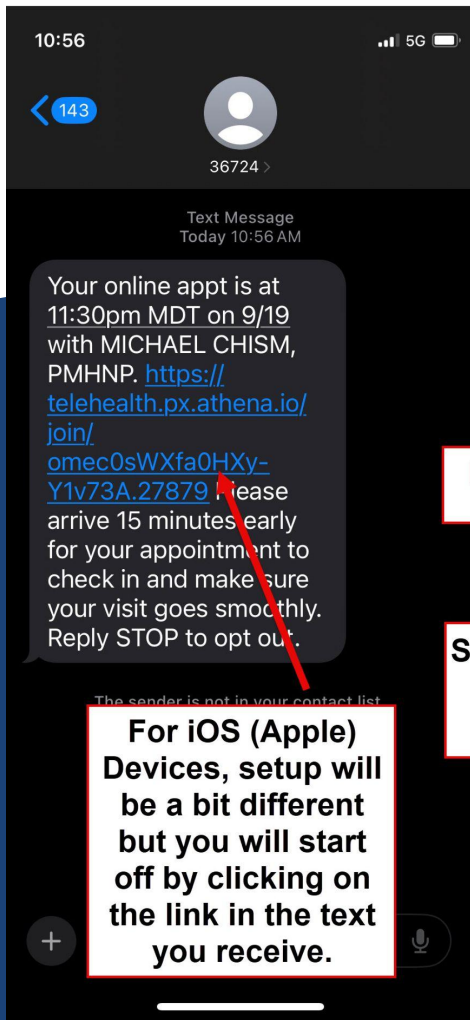 10:56
5G
143
36724
Text Message
Today 10:56 AM
Your online appt is at
11:30pm MDT on 9/19
with MICHAEL CHISM,
PMHNP. https://
telehealth.px.athena.io/
join/
omec0sWXfa0HXy-
Y1v73A.27879 Please
arrive 15 minutes early
for your appointment to
check in and make sure
your visit goes smoothly.
Reply STOP to opt out.
The sender is not in your contact list.
For iOS (Apple)
Devices, setup will
be a bit different
but you will start
off by clicking on
the link in the text
you receive.
S